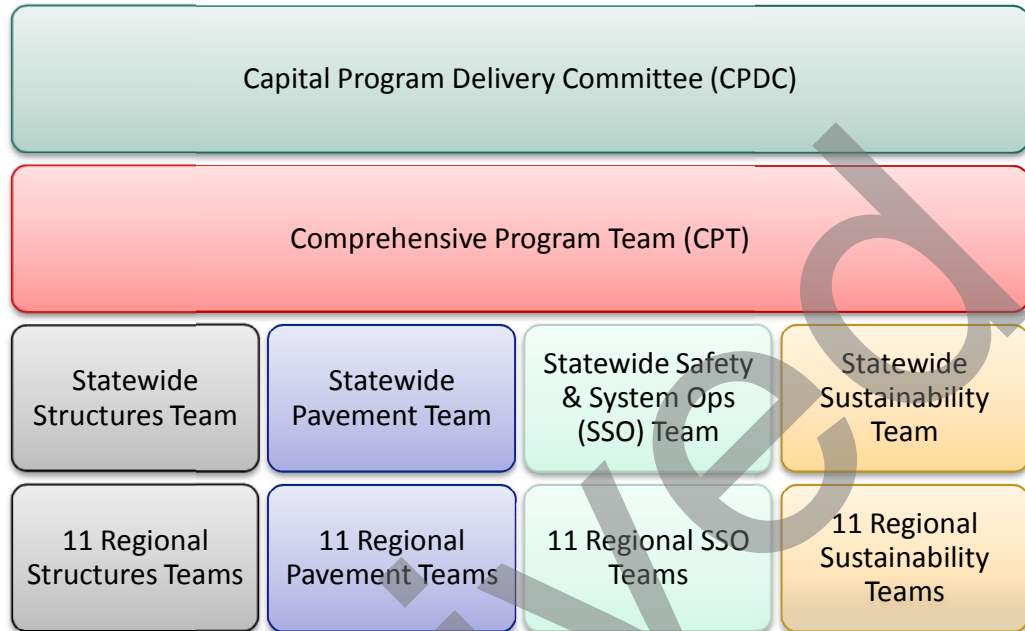 Capital Program Delivery Committee (CPDC)
Comprehensive Program Team (CPT)
Statewide
Structures Team
Statewide
Pavement Team
Statewide Safety
& System Ops
(SSO) Team
Statewide
Sustainability
Team
11 Regional
Structures Teams
11 Regional
Pavement Teams
11 Regional SSO
Teams
11 Regional
Sustainability
Teams